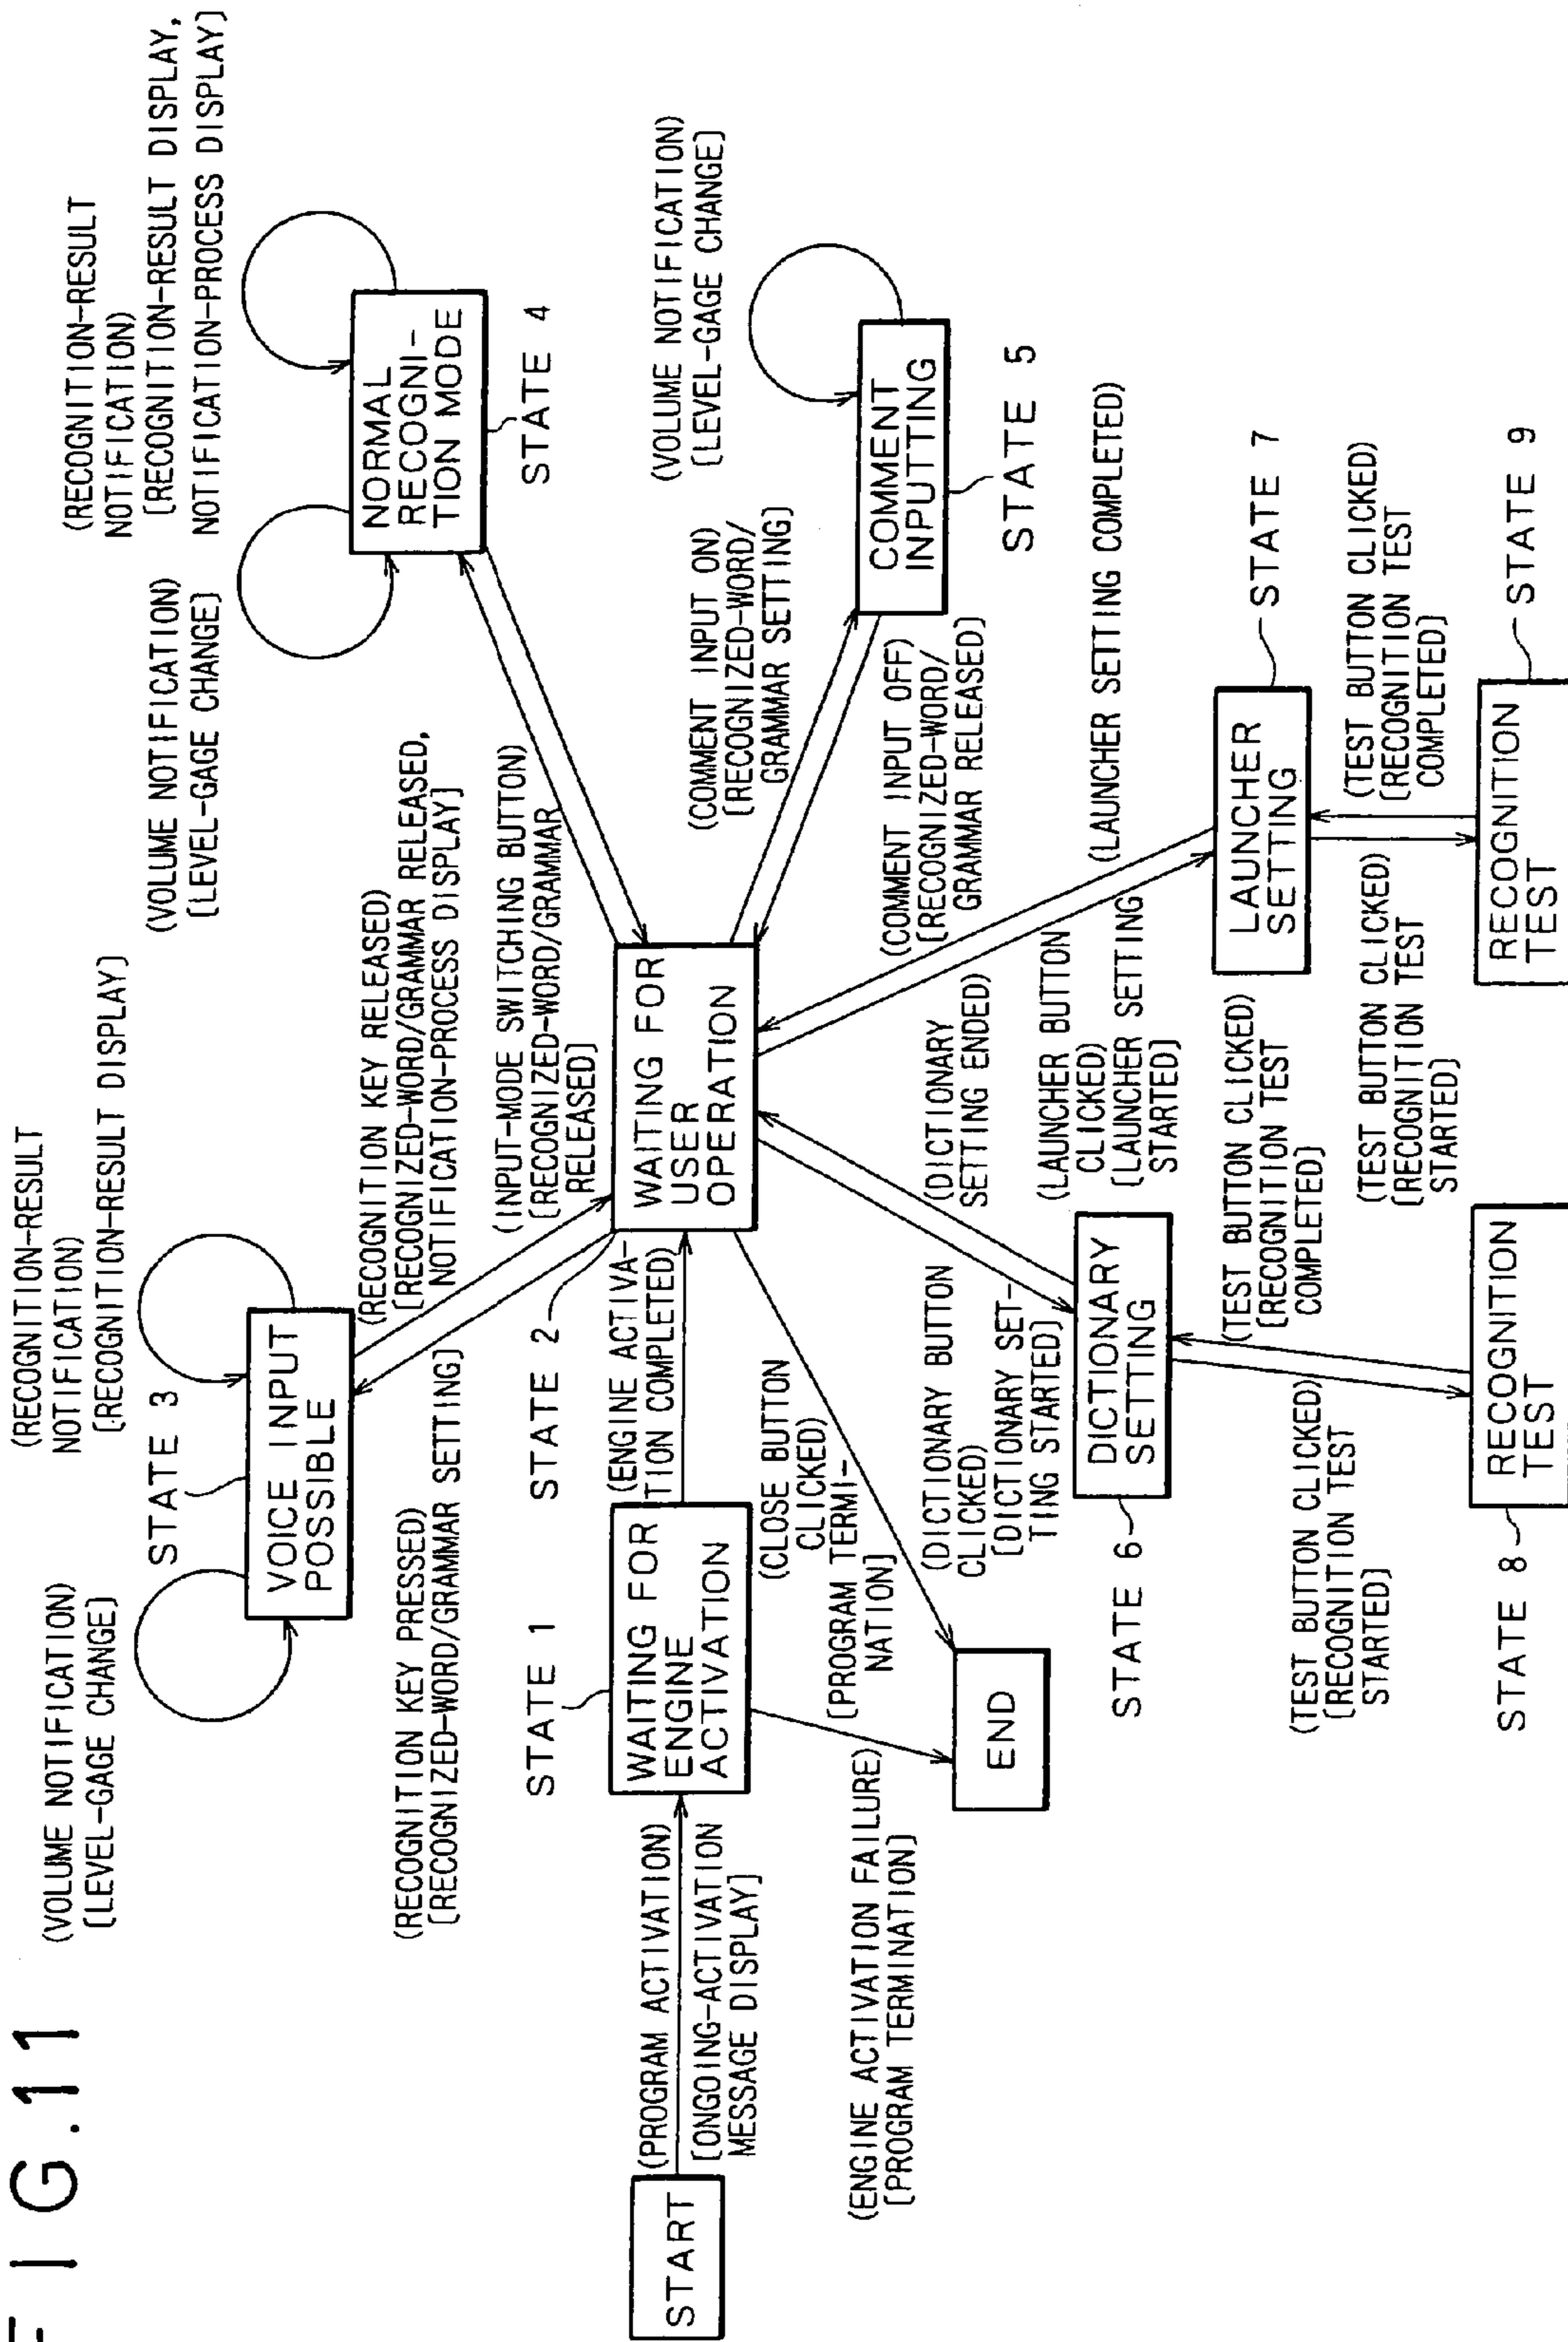 FIG.11
(VOLUME NOTIFICATION)
[LEVEL-GAGE CHANGE]
(RECOGNITION-RESULT
NOTIFICATION)
[RECOGNITION-RESULT DISPLAY]
STATE 3
VOICE INPUT
POSSIBLE
(RECOGNITION KEY PRESSED)
[RECOGNIZED-WORD/GRAMMAR SETTING]
(RECOGNITION KEY RELEASED)
[RECOGNIZED-WORD/GRAMMAR RELEASED,
NOTIFICATION-PROCESS DISPLAY]
(VOLUME NOTIFICATION)
[LEVEL-GAGE CHANGE]
(RECOGNITION-RESULT
NOTIFICATION)
[RECOGNITION-RESULT DISPLAY,
NOTIFICATION-PROCESS DISPLAY]
NORMAL
RECOGNI-
TION MODE
STATE 4
(INPUT-MODE SWITCHING BUTTON)
[RECOGNIZED-WORD/GRAMMAR
RELEASED]
START
(PROGRAM ACTIVATION)
[ONGOING-ACTIVATION
MESSAGE DISPLAY]
STATE 1
WAITING FOR
ENGINE
ACTIVATION
STATE 2
(ENGINE ACTIVA-
TION COMPLETED)
WAITING FOR
USER
OPERATION
(COMMENT INPUT ON)
[RECOGNIZED-WORD/
GRAMMAR SETTING]
(VOLUME NOTIFICATION)
[LEVEL-GAGE CHANGE]
COMMENT
INPUTTING
STATE 5
(COMMENT INPUT OFF)
[RECOGNIZED-WORD/
GRAMMAR RELEASED]
(ENGINE ACTIVATION FAILURE)
[PROGRAM TERMINATION]
(CLOSE BUTTON
CLICKED)
[PROGRAM TERMI-
NATION]
END
(DICTIONARY BUTTON
CLICKED)
[DICTIONARY SET-
TING STARTED]
(DICTIONARY
SETTING ENDED)
(LAUNCHER BUTTON
CLICKED)
[LAUNCHER SETTING
STARTED]
(LAUNCHER SETTING COMPLETED)
STATE 6
DICTIONARY
SETTING
LAUNCHER
SETTING
STATE 7
(TEST BUTTON CLICKED)
[RECOGNITION TEST
STARTED]
(TEST BUTTON CLICKED)
[RECOGNITION TEST
COMPLETED]
(TEST BUTTON CLICKED)
[RECOGNITION TEST
STARTED]
(TEST BUTTON CLICKED)
[RECOGNITION TEST
COMPLETED]
STATE 8
RECOGNITION
TEST
RECOGNITION
TEST
STATE 9